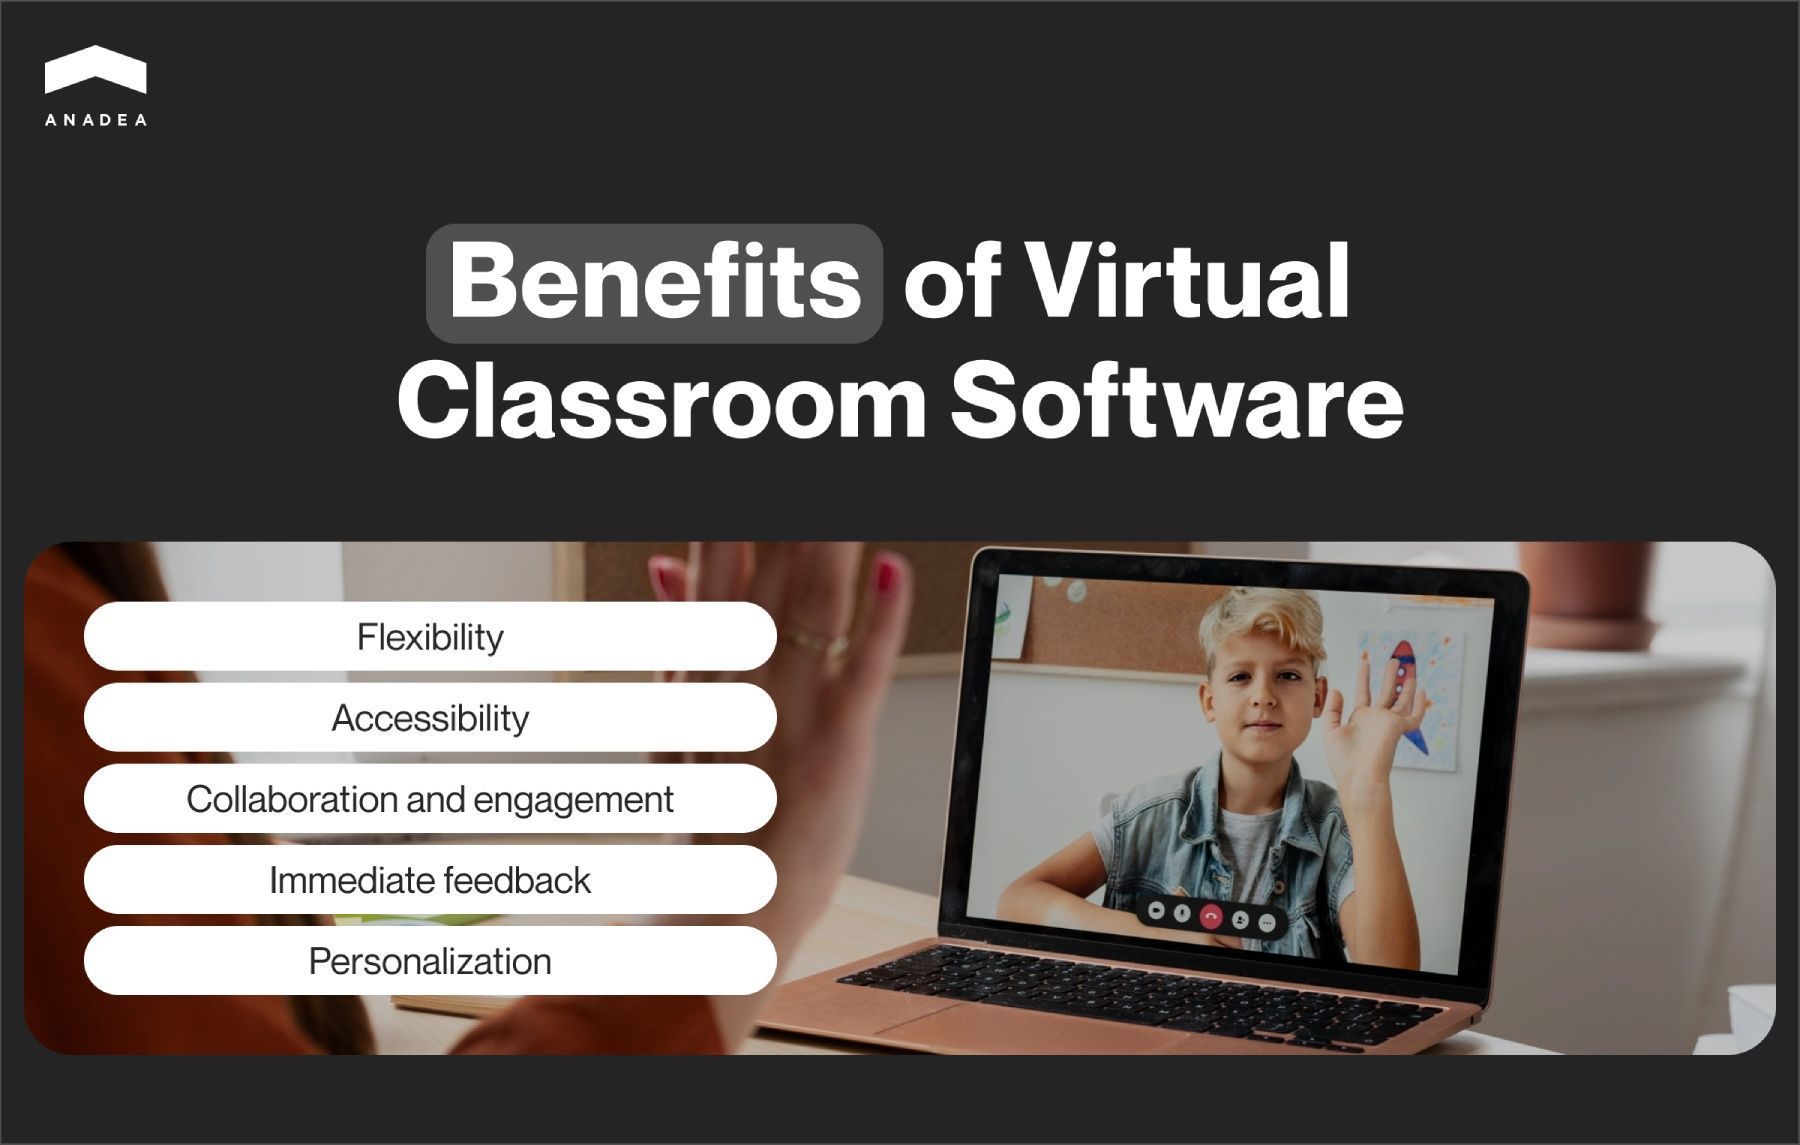 ANADEA
Benefits of Virtual
Classroom Software
Flexibility
Accessibility
Collaboration and engagement
Immediate feedback
Personalization